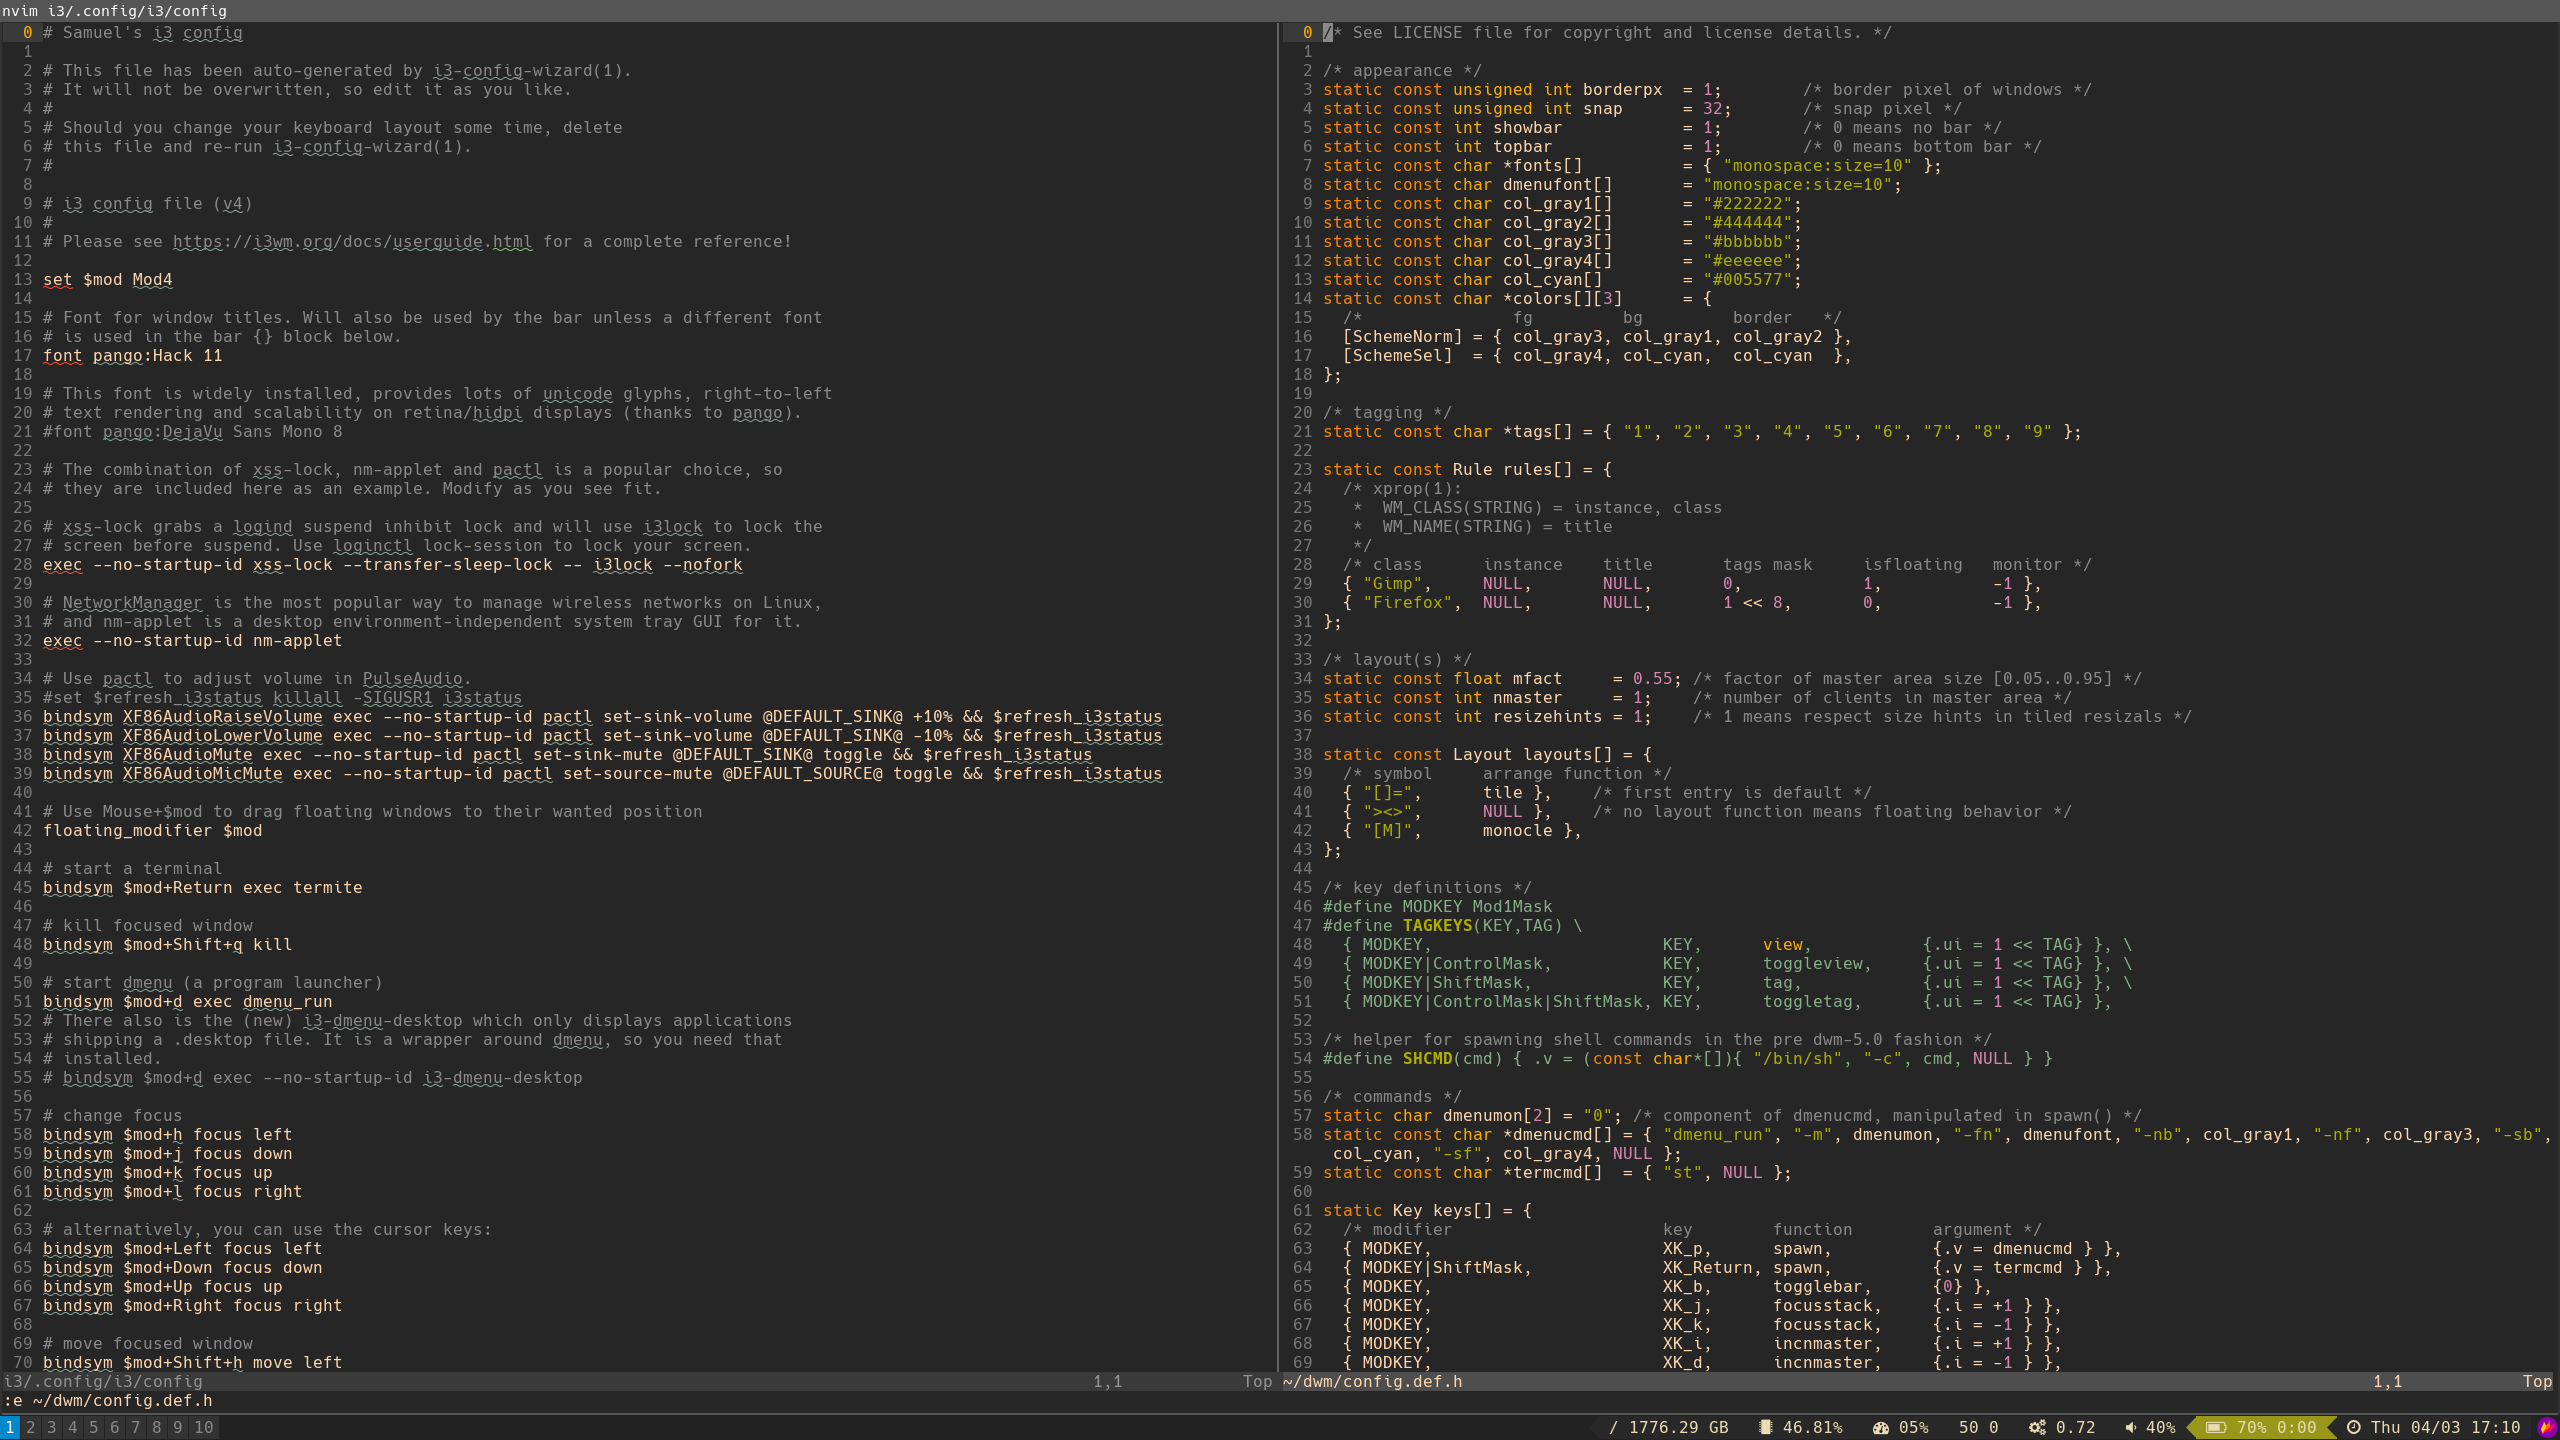 nvim i3/.config/i3/config
0 # Samuel's i3 config
1
2 # This file has been auto-generated by i3-config-wizard(1).
3 # It will not be overwritten, so edit it as you like.
4 #
5 # Should you change your keyboard layout some time, delete
6 # this file and re-run i3-config-wizard(1).
7 #
8
9 # i3 config file (v4)
10 #
11 # Please see https://i3wm.org/docs/userguide.html for a complete reference!
12
13 set $mod Mod4
14
15 # Font for window titles. Will also be used by the bar unless a different font
16 # is used in the bar {} block below.
17 font pango:Hack 11
18
19 # This font is widely installed, provides lots of unicode glyphs, right-to-left
20 # text rendering and scalability on retina/hidpi displays (thanks to pango).
21 #font pango:DejaVu Sans Mono 8
22
23 # The combination of xss-lock, nm-applet and pactl is a popular choice, so
24 # they are included here as an example. Modify as you see fit.
25
26 # xss-lock grabs a logind suspend inhibit lock and will use i3lock to lock the
27 # screen before suspend. Use loginctl lock-session to lock your screen.
28 exec --no-startup-id xss-lock --transfer-sleep-lock -- i3lock --nofork
29
30 # NetworkManager is the most popular way to manage wireless networks on Linux,
31 # and nm-applet is a desktop environment-independent system tray GUI for it.
32 exec --no-startup-id nm-applet
33
34 # Use pactl to adjust volume in PulseAudio.
35 #set $refresh_i3status killall -SIGUSR1 i3status
36 bindsym XF86AudioRaiseVolume exec --no-startup-id pactl set-sink-volume @DEFAULT_SINK@ +10% && $refresh_i3status
37 bindsym XF86AudioLowerVolume exec --no-startup-id pactl set-sink-volume @DEFAULT_SINK@ -10% && $refresh_i3status
38 bindsym XF86AudioMute exec --no-startup-id pactl set-sink-mute @DEFAULT_SINK@ toggle && $refresh_i3status
39 bindsym XF86AudioMicMute exec --no-startup-id pactl set-source-mute @DEFAULT_SOURCE@ toggle && $refresh_i3status
40
41 # Use Mouse+$mod to drag floating windows to their wanted position
42 floating_modifier $mod
43
44 # start a terminal
45 bindsym $mod+Return exec termite
46
47 # kill focused window
48 bindsym $mod+Shift+q kill
49
50 # start dmenu (a program launcher)
51 bindsym $mod+d exec dmenu_run
52 # There also is the (new) i3-dmenu-desktop which only displays applications
53 # shipping a .desktop file. It is a wrapper around dmenu, so you need that
54 # installed.
55 # bindsym $mod+d exec --no-startup-id i3-dmenu-desktop
56
57 # change focus
58 bindsym $mod+h focus left
59 bindsym $mod+j focus down
60 bindsym $mod+k focus up
61 bindsym $mod+l focus right
62
63 # alternatively, you can use the cursor keys:
64 bindsym $mod+Left focus left
65 bindsym $mod+Down focus down
66 bindsym $mod+Up focus up
67 bindsym $mod+Right focus right
68
69 # move focused window
70 bindsym $mod+Shift+h move left
i3/.config/i3/config 1,1 Top
0 /* See LICENSE file for copyright and license details. */
1
2 /* appearance */
3 static const unsigned int borderpx  = 1;        /* border pixel of windows */
4 static const unsigned int snap      = 32;       /* snap pixel */
5 static const int showbar            = 1;        /* 0 means no bar */
6 static const int topbar             = 1;        /* 0 means bottom bar */
7 static const char *fonts[]          = { "monospace:size=10" };
8 static const char dmenufont[]       = "monospace:size=10";
9 static const char col_gray1[]       = "#222222";
10 static const char col_gray2[]       = "#444444";
11 static const char col_gray3[]       = "#bbbbbb";
12 static const char col_gray4[]       = "#eeeeee";
13 static const char col_cyan[]        = "#005577";
14 static const char *colors[][3]      = {
15   /*               fg         bg         border   */
16   [SchemeNorm] = { col_gray3, col_gray1, col_gray2 },
17   [SchemeSel]  = { col_gray4, col_cyan,  col_cyan  },
18 };
19
20 /* tagging */
21 static const char *tags[] = { "1", "2", "3", "4", "5", "6", "7", "8", "9" };
22
23 static const Rule rules[] = {
24   /* xprop(1):
25    *  WM_CLASS(STRING) = instance, class
26    *  WM_NAME(STRING) = title
27    */
28   /* class      instance    title       tags mask     isfloating   monitor */
29   { "Gimp",     NULL,       NULL,       0,            1,           -1 },
30   { "Firefox",  NULL,       NULL,       1 << 8,       0,           -1 },
31 };
32
33 /* layout(s) */
34 static const float mfact     = 0.55; /* factor of master area size [0.05..0.95] */
35 static const int nmaster     = 1;    /* number of clients in master area */
36 static const int resizehints = 1;    /* 1 means respect size hints in tiled resizals */
37
38 static const Layout layouts[] = {
39   /* symbol     arrange function */
40   { "[]=",      tile },    /* first entry is default */
41   { "><>",      NULL },    /* no layout function means floating behavior */
42   { "[M]",      monocle },
43 };
44
45 /* key definitions */
46 #define MODKEY Mod1Mask
47 #define TAGKEYS(KEY,TAG) \
48   { MODKEY,                       KEY,      view,           {.ui = 1 << TAG} }, \
49   { MODKEY|ControlMask,           KEY,      toggleview,     {.ui = 1 << TAG} }, \
50   { MODKEY|ShiftMask,             KEY,      tag,            {.ui = 1 << TAG} }, \
51   { MODKEY|ControlMask|ShiftMask, KEY,      toggletag,      {.ui = 1 << TAG} },
52
53 /* helper for spawning shell commands in the pre dwm-5.0 fashion */
54 #define SHCMD(cmd) { .v = (const char*[]){ "/bin/sh", "-c", cmd, NULL } }
55
56 /* commands */
57 static char dmenumon[2] = "0"; /* component of dmenucmd, manipulated in spawn() */
58 static const char *dmenucmd[] = { "dmenu_run", "-m", dmenumon, "-fn", dmenufont, "-nb", col_gray1, "-nf", col_gray3, "-sb",
col_cyan, "-sf", col_gray4, NULL };
59 static const char *termcmd[]  = { "st", NULL };
60
61 static Key keys[] = {
62   /* modifier                     key        function        argument */
63   { MODKEY,                       XK_p,      spawn,          {.v = dmenucmd } },
64   { MODKEY|ShiftMask,             XK_Return, spawn,          {.v = termcmd } },
65   { MODKEY,                       XK_b,      togglebar,      {0} },
66   { MODKEY,                       XK_j,      focusstack,     {.i = +1 } },
67   { MODKEY,                       XK_k,      focusstack,     {.i = -1 } },
68   { MODKEY,                       XK_i,      incnmaster,     {.i = +1 } },
69   { MODKEY,                       XK_d,      incnmaster,     {.i = -1 } },
~/dwm/config.def.h 1,1 Top
:e ~/dwm/config.def.h
1 2 3 4 5 6 7 8 9 10 / 1776.29 GB 46.81% 05% 50 0 0.72 40% 70% 0:00 Thu 04/03 17:10